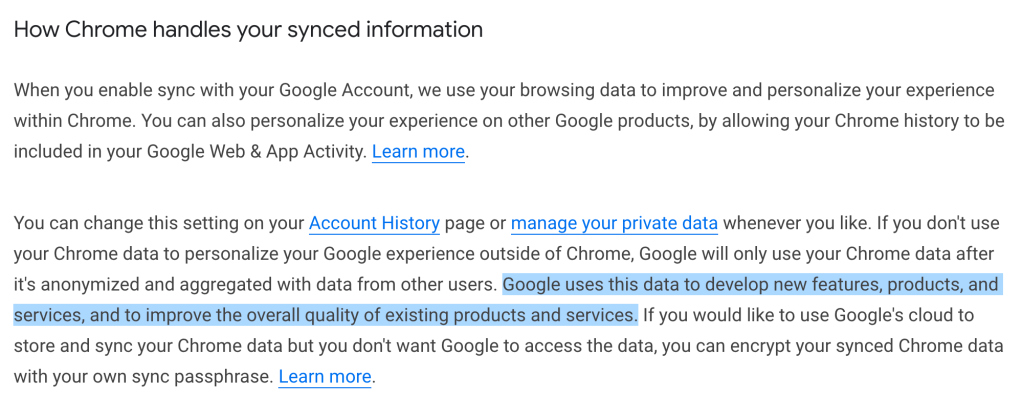 How Chrome handles your synced information
When you enable sync with your Google Account, we use your browsing data to improve and personalize your experience
within Chrome. You can also personalize your experience on other Google products, by allowing your Chrome history to be
included in your Google Web & App Activity. Learn more.
You can change this setting on your Account History page or manage your private data whenever you like. If you don't use
your Chrome data to personalize your Google experience outside of Chrome, Google will only use your Chrome data after
it's anonymized and aggregated with data from other users. Google uses this data to develop new features, products, and
services, and to improve the overall quality of existing products and services. If you would like to use Google's cloud to
store and sync your Chrome data but you don't want Google to access the data, you can encrypt your synced Chrome data
with your own sync passphrase. Learn more.